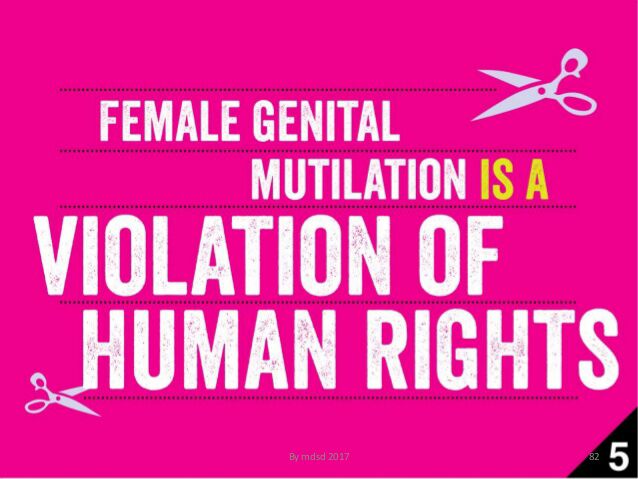 FEMALE GENITAL
MUTILATION IS A
VIOLATION OF
HUMAN RIGHTS
By mdsd 2017
82
5